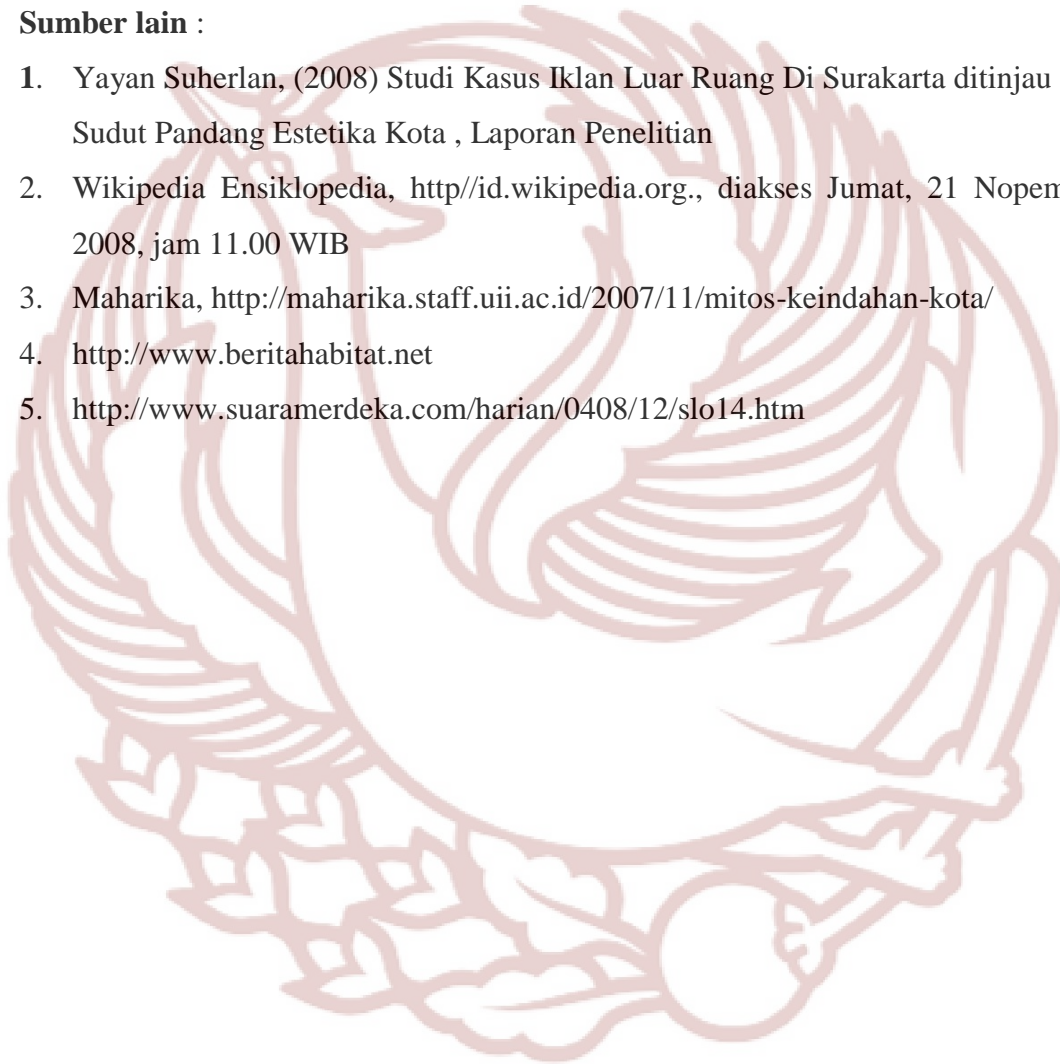 Sumber lain :
1. Yayan Suherlan, (2008) Studi Kasus Iklan Luar Ruang Di Surakarta ditinjau
Sudut Pandang Estetika Kota , Laporan Penelitian
2. Wikipedia Ensiklopedia, http//id.wikipedia.org., diakses Jumat, 21
2008, jam 11.00 WIB
3. Maharika, http://maharika.staff.uii.ac.id/2007/11/mitos-keindahan-kota/
4. http://www.beritahabitat.net
5. http://www.suaramerdeka.com/harian/0408/12/slo14.htm